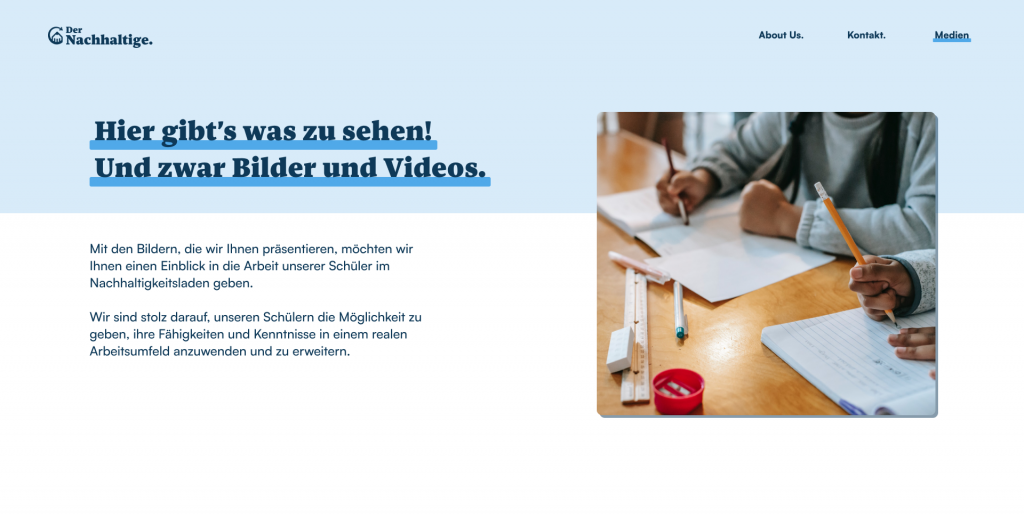 Der
Nachhaltige.
About Us. Kontakt. Medien
Hier gibt's was zu sehen!
Und zwar Bilder und Videos.
Mit den Bildern, die wir Ihnen präsentieren, möchten wir
Ihnen einen Einblick in die Arbeit unserer Schüler im
Nachhaltigkeitsladen geben.
Wir sind stolz darauf, unseren Schülern die Möglichkeit zu
geben, ihre Fähigkeiten und Kenntnisse in einem realen
Arbeitsumfeld anzuwenden und zu erweitern.